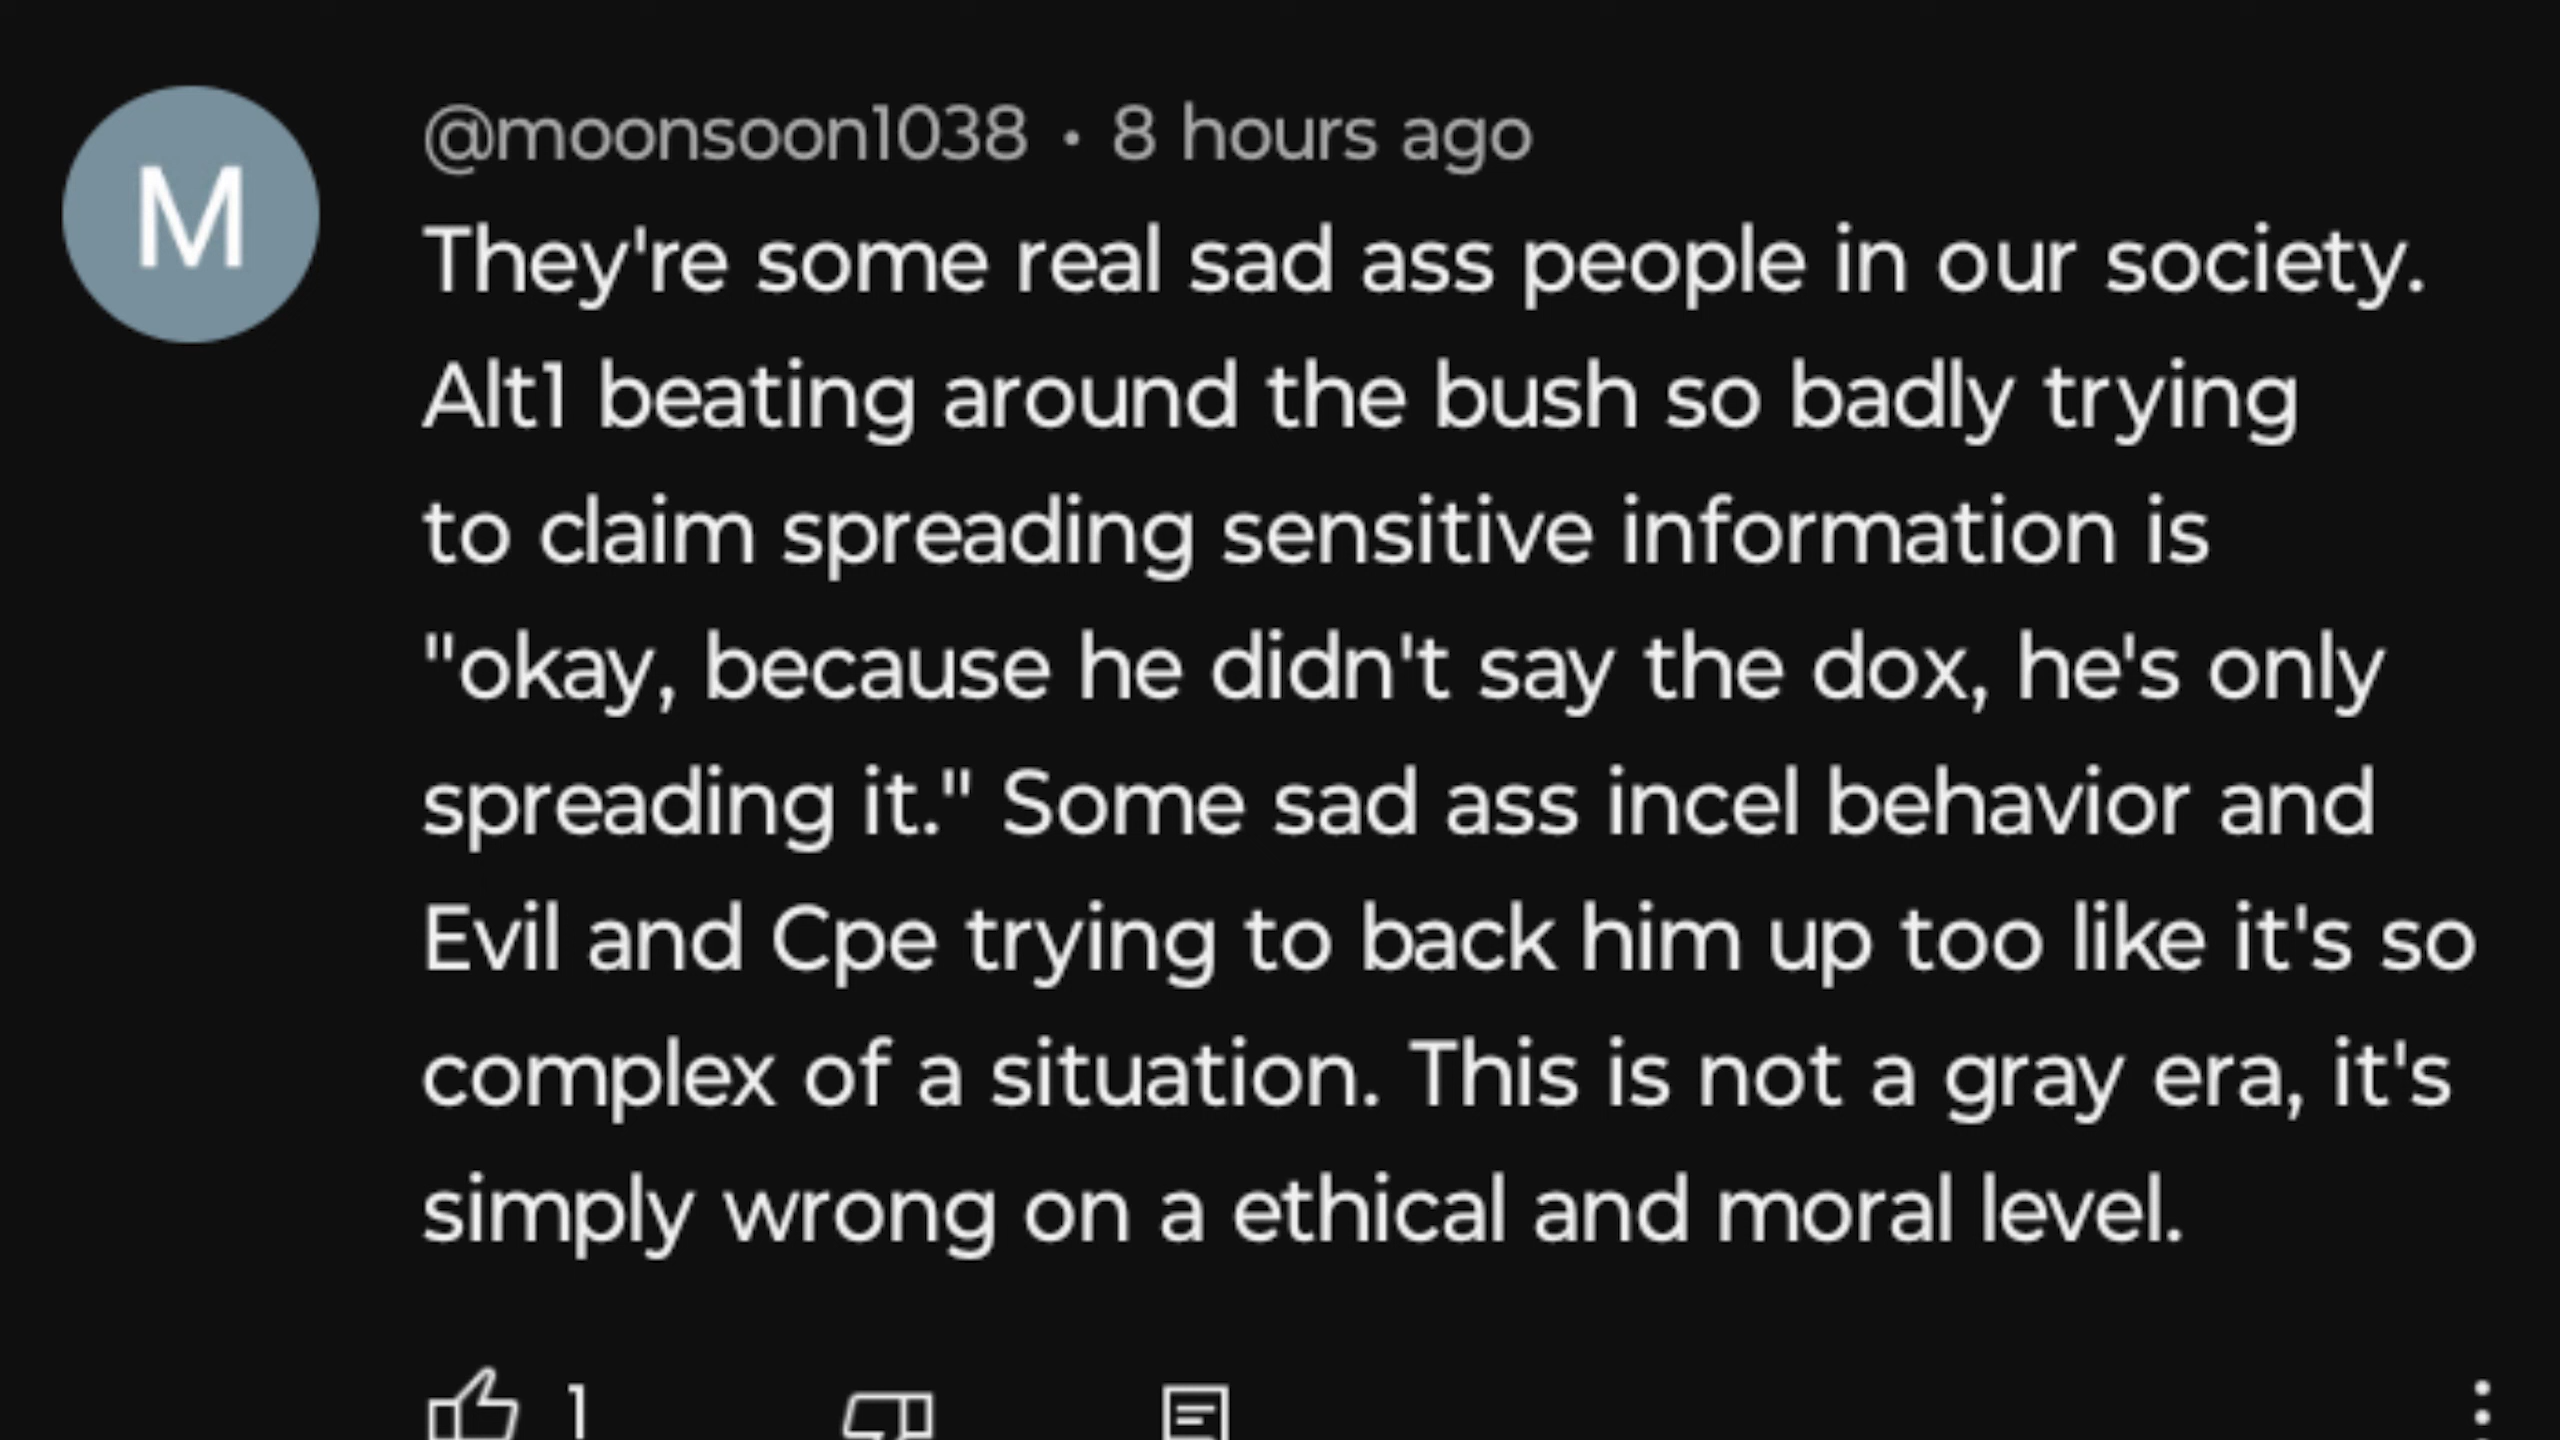 M
@moonsoon1038 • 8 hours ago
They're some real sad ass people in our society.
Alt1 beating around the bush so badly trying
to claim spreading sensitive information is
"okay, because he didn't say the dox, he's only
spreading it." Some sad ass incel behavior and
Evil and Cpe trying to back him up too like it's so
complex of a situation. This is not a gray era, it's
simply wrong on a ethical and moral level.
1